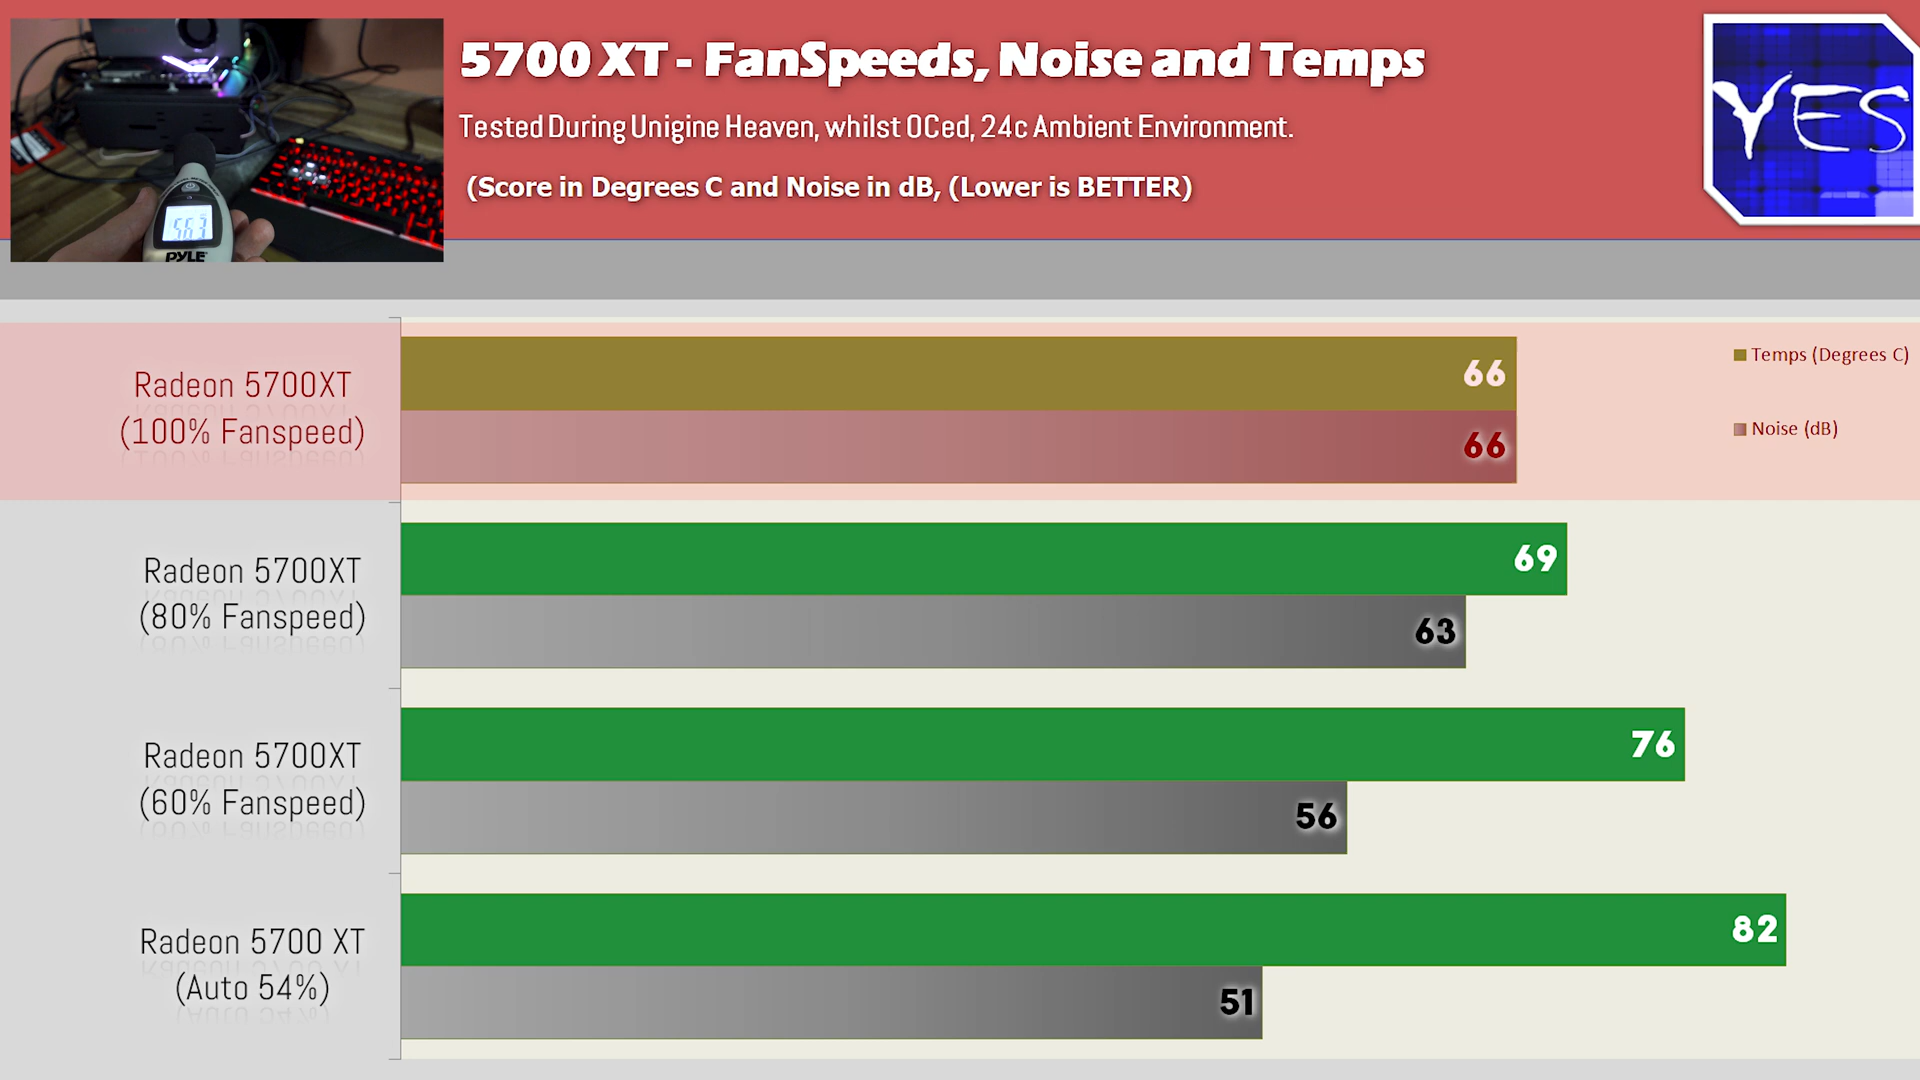 5700 XT - FanSpeeds, Noise and Temps
Tested During Unigine Heaven, whilst OCed, 24c Ambient Environment.
(Score in Degrees C and Noise in dB, (Lower is BETTER)
YES
56.3
PYLE
Radeon 5700XT
(100% Fanspeed)
66
66
Temps (Degrees C)
Noise (dB)
Radeon 5700XT
(80% Fanspeed)
69
63
Radeon 5700XT
(60% Fanspeed)
76
56
Radeon 5700 XT
(Auto 54%)
82
51